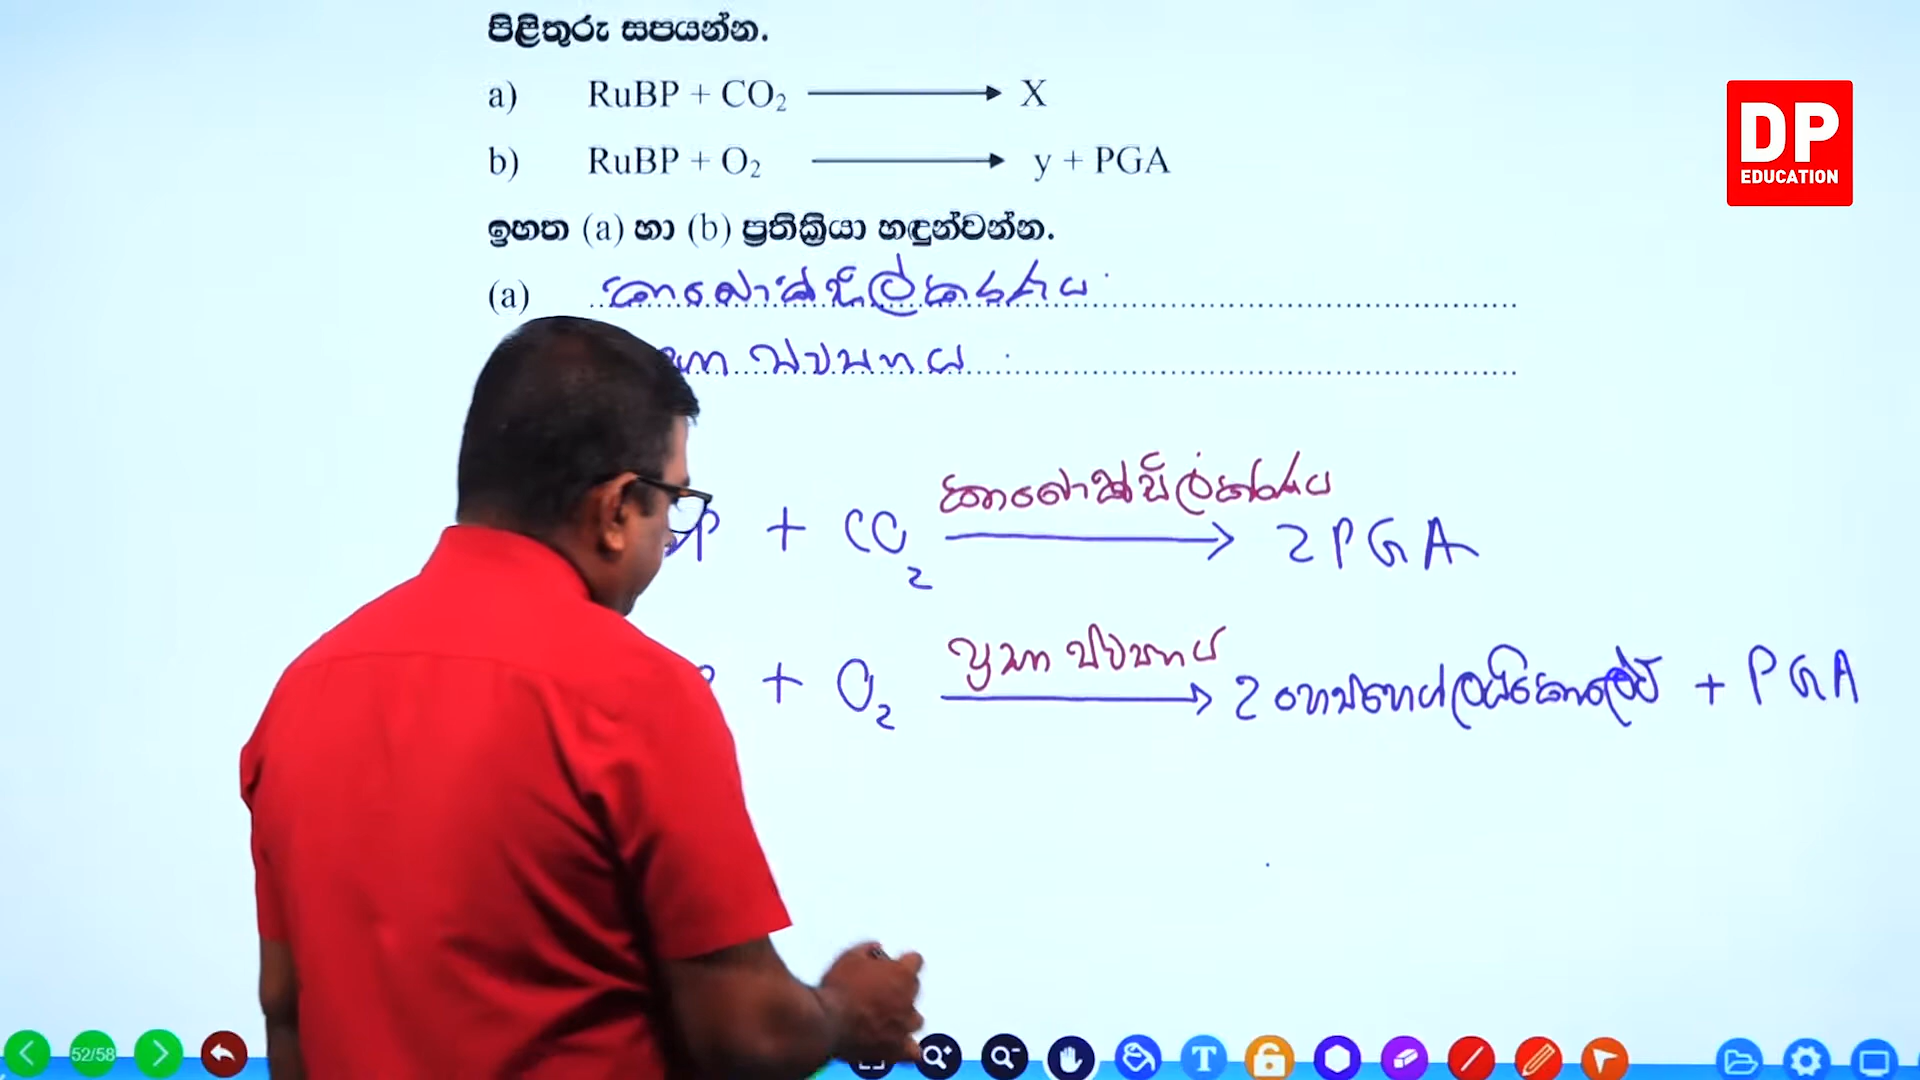 පිළිතුරු සපයන්න.
a) RuBP + CO₂ ⟶ X
b) RuBP + O₂ ⟶ y + PGA
ඉහත (a) හා (b) ප්‍රතික්‍රියා හඳුන්වන්න.
(a) කාබොක්සිල්කරණය
ශ්වසනය
කාබොක්සිල්කරණය
P + CO₂ ⟶ 2PGA
ප්‍රභා ශ්වසනය
+ O₂ ⟶ 2 + PGA
DP
EDUCATION
52/58
T